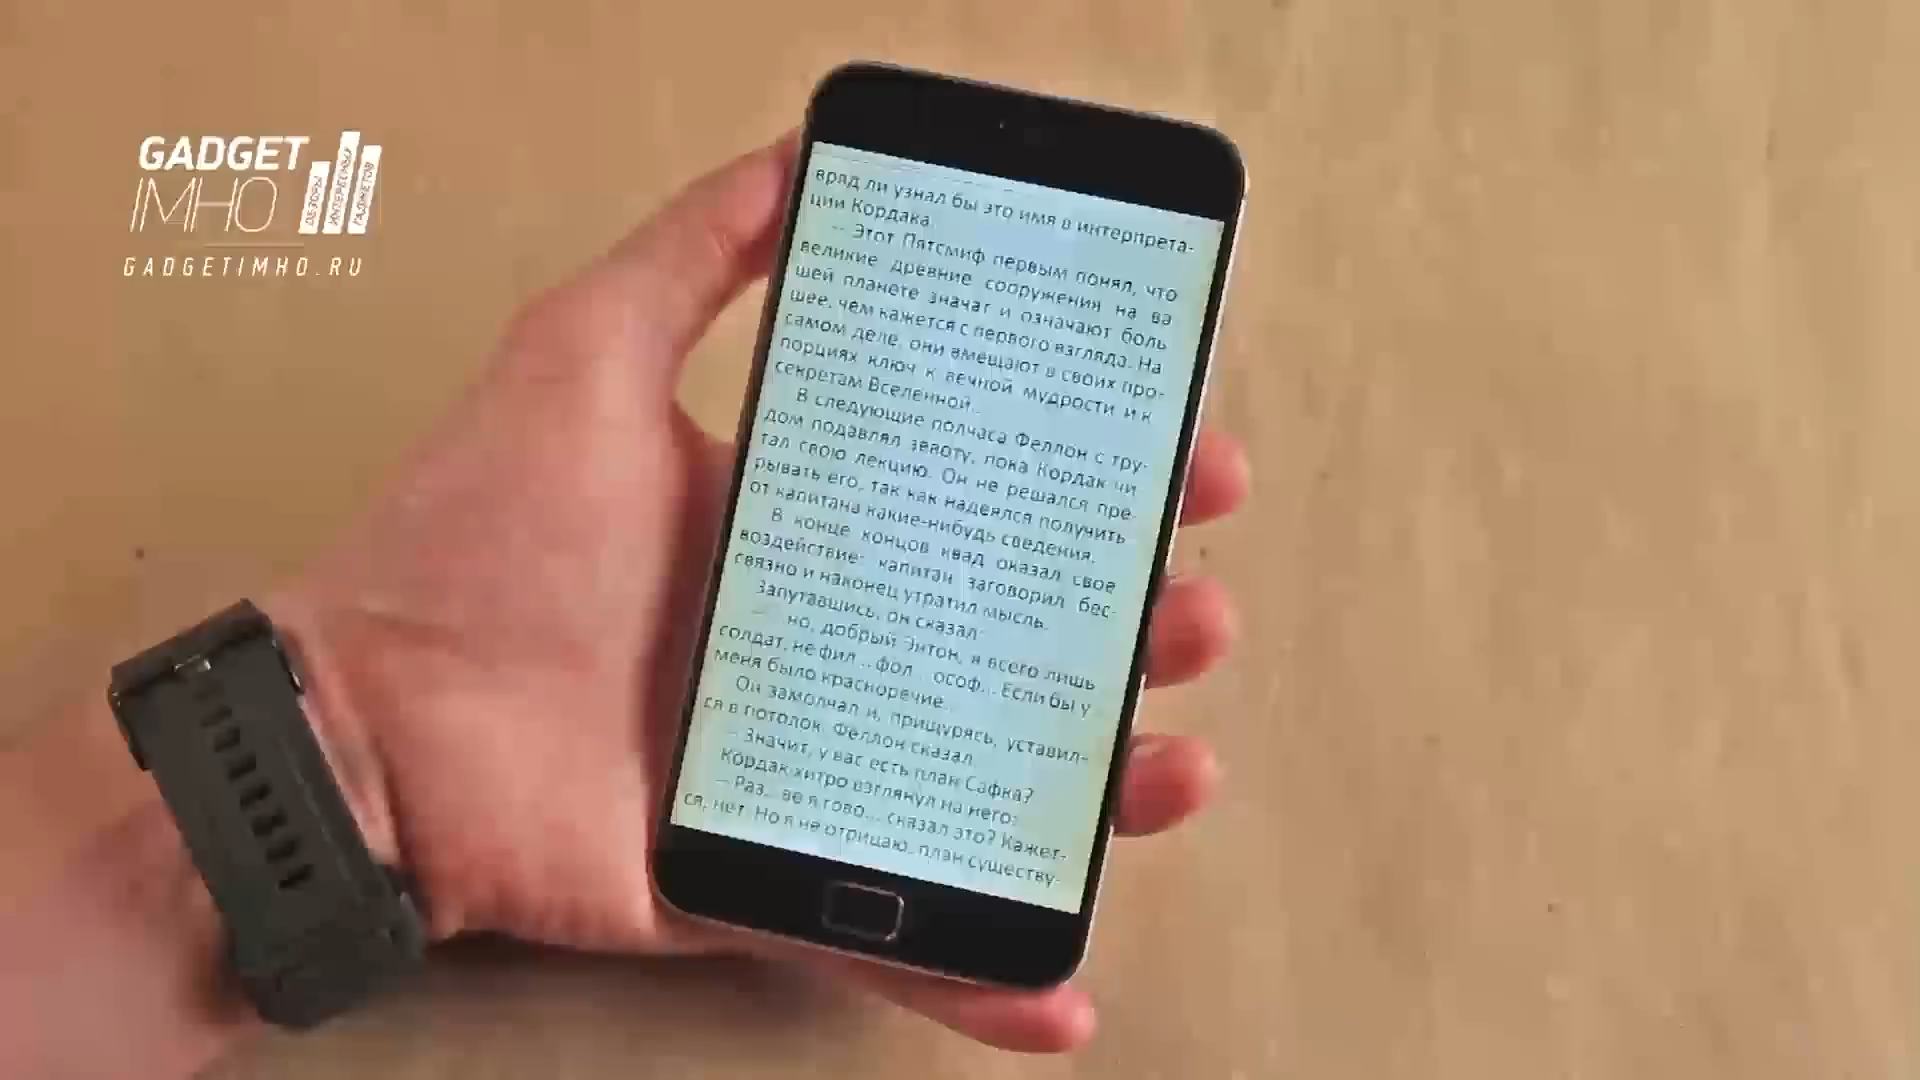 GADGET
IMHO
ОБЗОРЫ
ИНТЕРЕСНЫХ
ГАДЖЕТОВ
GADGETIMHO.RU
вряд ли узнал бы это имя в интерпрета-
ции Кордака.
-- Этот Пятсмиф первым понял, что
великие древние сооружения на ва
шей планете значат и означают боль
шее, чем кажется с первого взгляда. На
самом деле, они вмещают в своих про-
порциях ключ к вечной мудрости и к
секретам Вселенной...
В следующие полчаса Феллон с тру-
дом подавлял зевоту, пока Кордак чи
тал свою лекцию. Он не решался пре-
рывать его, так как надеялся получить
от капитана какие-нибудь сведения.
В конце концов квад оказал свое
воздействие: капитан заговорил бес-
связно и наконец утратил мысль.
Запутавшись, он сказал:
но, добрый Энтон, я всего лишь
солдат, не фил... фол... ософ... Если бы у
меня было красноречие...
Он замолчал и, прищурясь, уставил-
ся в потолок. Феллон сказал:
– Значит, у вас есть план Сафка?
Кордак хитро взглянул на него:
– Раз... ве я гово... сказал это? Кажет-
ся, нет. Но я не отрицаю, план существу-